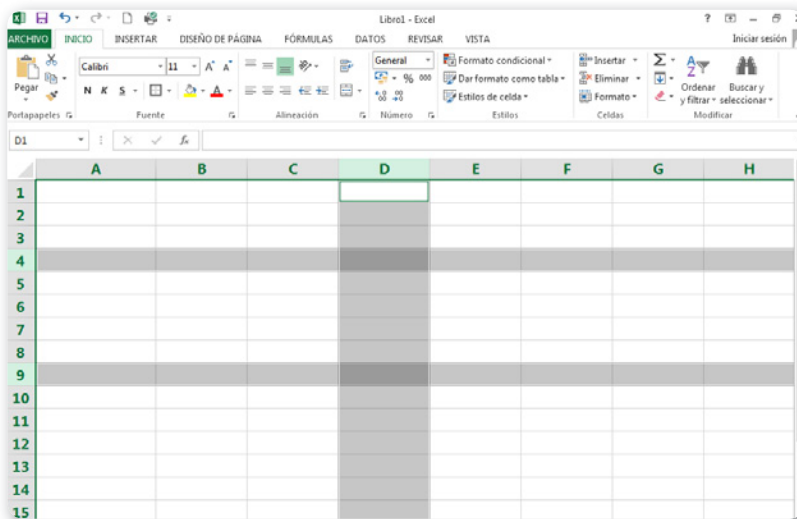 Libro1 - Excel
?
ARCHIVO INICIO INSERTAR DISEÑO DE PÁGINA FÓRMULAS DATOS REVISAR VISTA Iniciar sesión
Pegar
Calibri 11 A A
N K S A
General
% 000
Formato condicional
Dar formato como tabla
Estilos de celda
Insertar
Eliminar
Formato
Σ
Ordenar y filtrar
Buscar y seleccionar
Portapapeles Fuente Alineación Número Estilos Celdas Modificar
D1 fx
A B C D E F G H
1
2
3
4
5
6
7
8
9
10
11
12
13
14
15